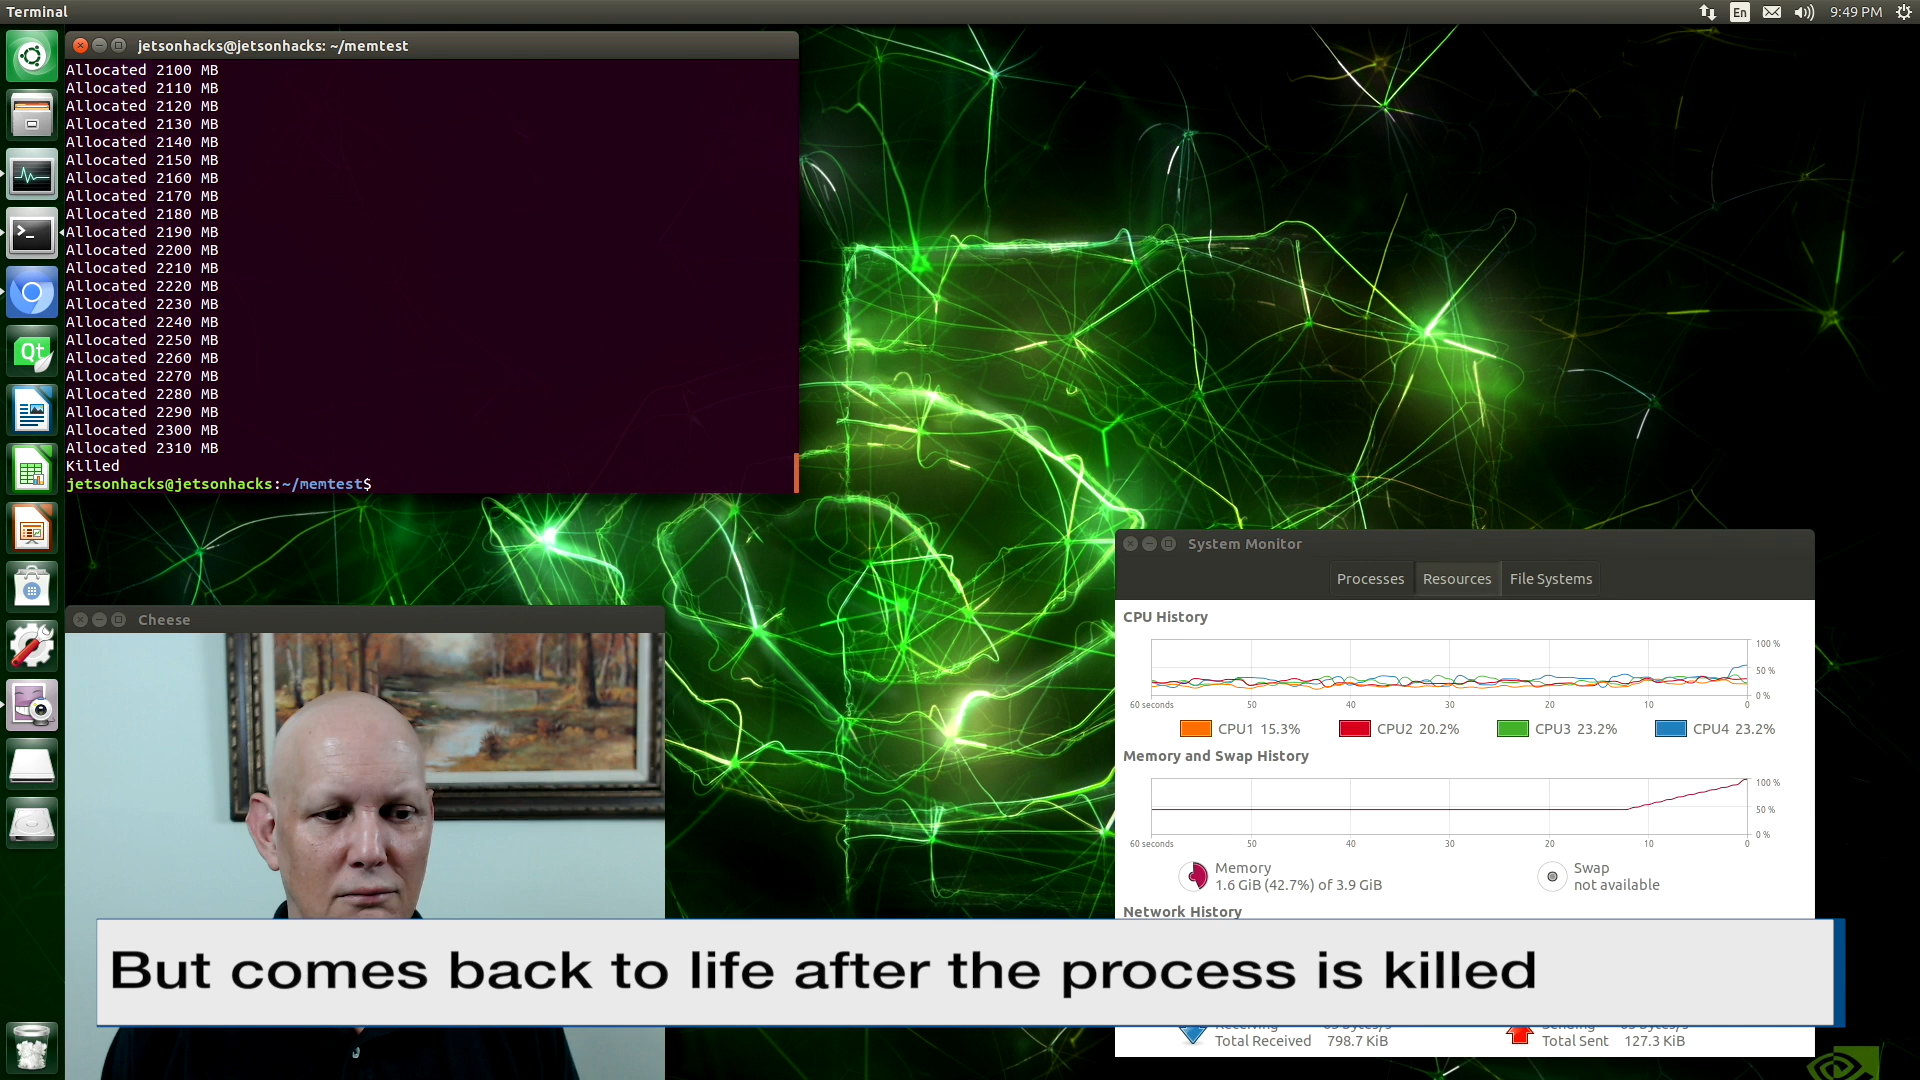 Terminal
En
9:49 PM
jetsonhacks@jetsonhacks: ~/memtest
Allocated 2100 MB
Allocated 2110 MB
Allocated 2120 MB
Allocated 2130 MB
Allocated 2140 MB
Allocated 2150 MB
Allocated 2160 MB
Allocated 2170 MB
Allocated 2180 MB
Allocated 2190 MB
Allocated 2200 MB
Allocated 2210 MB
Allocated 2220 MB
Allocated 2230 MB
Allocated 2240 MB
Allocated 2250 MB
Allocated 2260 MB
Allocated 2270 MB
Allocated 2280 MB
Allocated 2290 MB
Allocated 2300 MB
Allocated 2310 MB
Killed
jetsonhacks@jetsonhacks:~/memtest$
Qt
Cheese
System Monitor
Processes Resources File Systems
CPU History
100 %
50 %
0 %
60 seconds 50 40 30 20 10 0
CPU1 15.3% CPU2 20.2% CPU3 23.2% CPU4 23.2%
Memory and Swap History
100 %
50 %
0 %
60 seconds 50 40 30 20 10 0
Memory
1.6 GiB (42.7%) of 3.9 GiB
Swap
not available
Network History
But comes back to life after the process is killed
Total Received 798.7 KiB
Total Sent 127.3 KiB